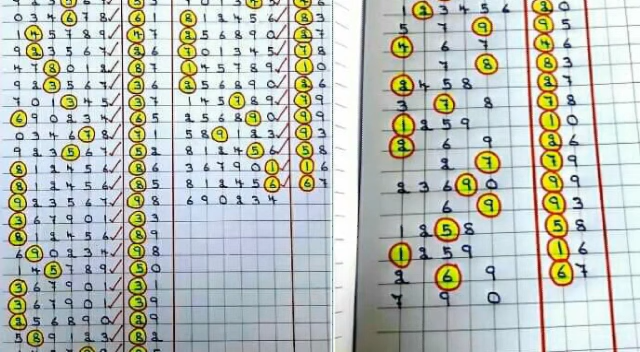 0 3 4 6 7 8 ✓ 6 3 8 1 2 4 5 6 ✓ 8 3
1 4 5 7 8 9 ✓ 4 7 2 5 6 8 9 0 ✓ 2 7
9 2 3 5 6 7 ✓ 2 6 7 0 1 3 4 5 ✓ 7 8
4 7 8 0 1 2 ✓ 8 4 1 4 5 7 8 9 ✓ 1 0
9 2 3 5 6 7 ✓ 3 6 2 5 6 8 9 0 ✓ 2 6
7 0 1 3 4 5 ✓ 3 7 1 4 5 7 8 9 ✓ 7 9
6 9 0 2 3 4 ✓ 6 7 2 5 6 8 9 0 ✓ 9 9
0 3 4 6 7 8 ✓ 7 1 5 8 9 2 3 ✓ 9 3
9 2 3 5 6 7 ✓ 5 2 8 1 2 4 5 6 ✓ 5 8
8 1 2 4 5 6 ✓ 8 6 3 6 7 9 0 1 ✓ 1 6
8 1 2 4 5 6 ✓ 8 5 8 1 2 4 5 6 ✓ 6 7
9 2 3 5 6 7 ✓ 9 8 6 9 0 2 3 4
3 6 7 9 0 1 ✓ 3 3
8 1 2 4 5 6 ✓ 8 9
6 9 0 2 3 4 ✓ 9 8
1 4 5 7 8 9 ✓ 5 0
3 6 7 9 0 1 ✓ 3 1
3 6 7 9 0 1 ✓ 3 9
2 5 6 8 9 0 ✓ 2 9
5 8 9 1 2 3 ✓ 8 2
1 2 3 4 5 6 2 0
5 7 9 9 5
4 6 7 4 6
7 8 8 3
2 4 5 8 2 7
3 7 8 7 8
1 2 5 9 1 0
2 6 9 2 6
2 7 7 9
2 3 6 9 0 9 9
6 9 9 3
1 2 5 8 5 8
1 2 5 9 1 6
2 6 9 6 7
7 9 0